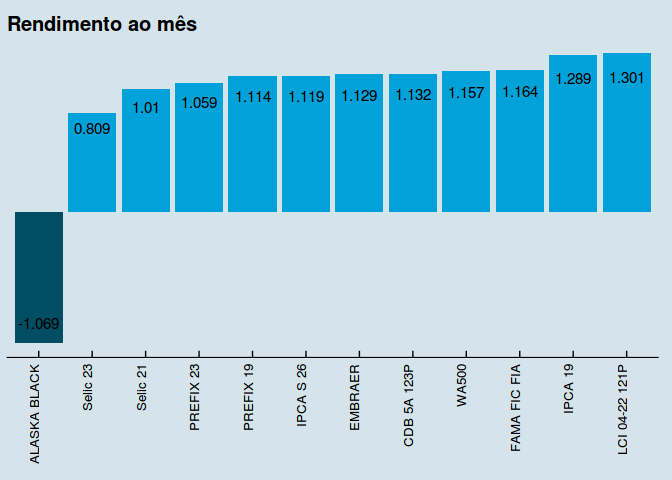 Rendimento ao mês
-1.069
0.809
1.01
1.059
1.114
1.119
1.129
1.132
1.157
1.164
1.289
1.301
ALASKA BLACK
Selic 23
Selic 21
PREFIX 23
PREFIX 19
IPCA S 26
EMBRAER
CDB 5A 123P
WA500
FAMA FIC FIA
IPCA 19
LCI 04-22 121P